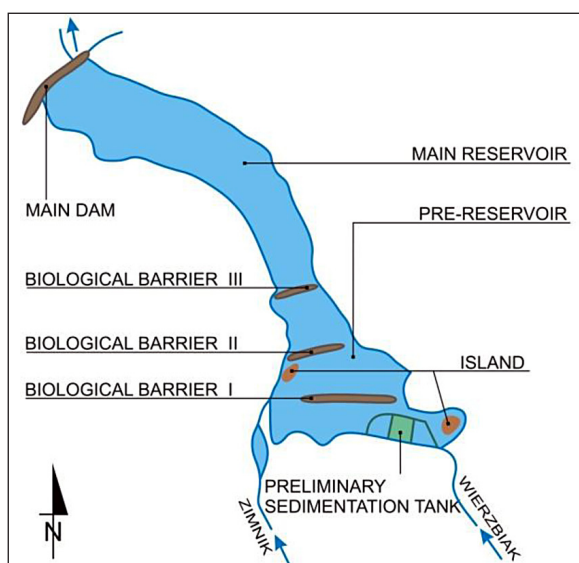 MAIN RESERVOIR
MAIN DAM
PRE-RESERVOIR
BIOLOGICAL BARRIER III
BIOLOGICAL BARRIER II
ISLAND
BIOLOGICAL BARRIER I
PRELIMINARY
SEDIMENTATION TANK
ZIMNIK
WIERZBIAK
N